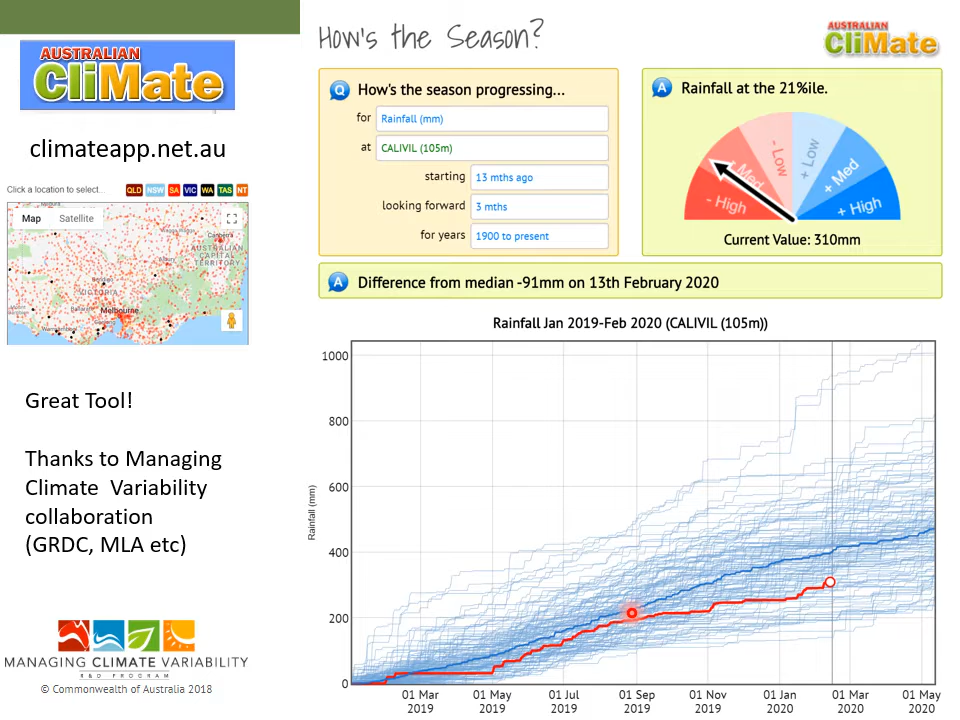 AUSTRALIAN
CliMate
climateapp.net.au
Click a location to select...
QLD NSW SA VIC WA TAS NT
Map Satellite
Canberra
AUSTRALIAN
CAPITAL
TERRITORY
Albury
VICTORIA
Melbourne
Great Tool!
Thanks to Managing
Climate Variability
collaboration
(GRDC, MLA etc)
MANAGING CLIMATE VARIABILITY
R&D PROGRAM
© Commonwealth of Australia 2018
How's the Season?
AUSTRALIAN
CliMate
Q How's the season progressing...
for Rainfall (mm)
at CALIVIL (105m)
starting 13 mths ago
looking forward 3 mths
for years 1900 to present
A Rainfall at the 21%ile.
- High
- Med
- Low
+ Low
+ Med
+ High
Current Value: 310mm
A Difference from median -91mm on 13th February 2020
Rainfall Jan 2019-Feb 2020 (CALIVIL (105m))
Rainfall (mm)
1000
800
600
400
200
0
01 Mar 01 May 01 Jul 01 Sep 01 Nov 01 Jan 01 Mar 01 May
2019 2019 2019 2019 2019 2020 2020 2020